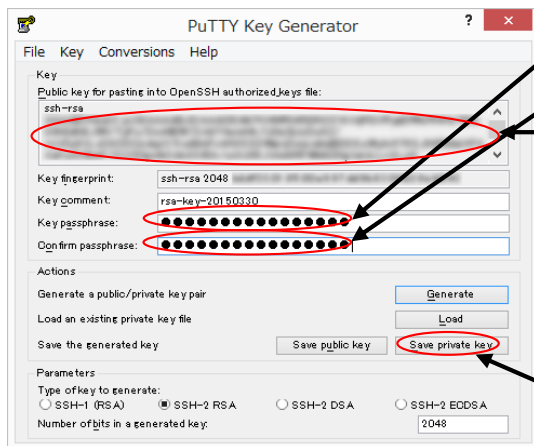 PuTTY Key Generator ? ×
File Key Conversions Help
Key
Public key for pasting into OpenSSH authorized_keys file:
ssh-rsa
Key fingerprint: ssh-rsa 2048
Key comment: rsa-key-20150330
Key passphrase: ●●●●●●●●●●●●●●●●
Confirm passphrase: ●●●●●●●●●●●●●●●●
Actions
Generate a public/private key pair Generate
Load an existing private key file Load
Save the generated key Save public key Save private key
Parameters
Type of key to generate:
SSH-1 (RSA) SSH-2 RSA SSH-2 DSA SSH-2 ECDSA
Number of bits in a generated key: 2048